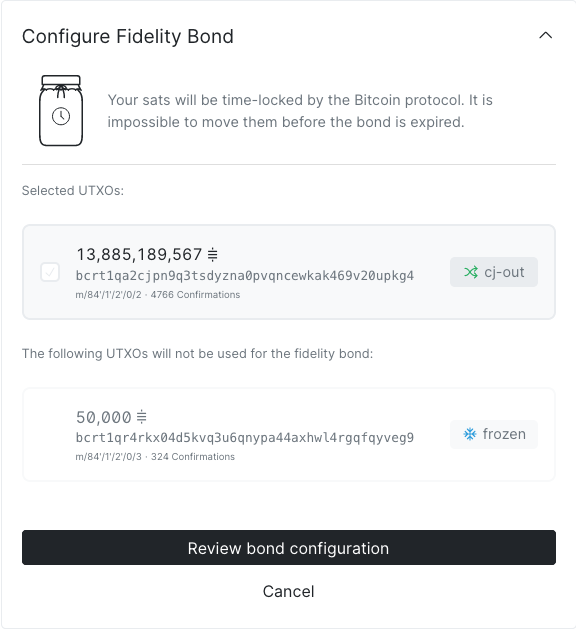 Configure Fidelity Bond
Your sats will be time-locked by the Bitcoin protocol. It is
impossible to move them before the bond is expired.
Selected UTXOs:
13,885,189,567
bcrt1qa2cjpn9q3tsdyzna0pvqncewkak469v20upkg4
m/84'/1'/2'/0/2 · 4766 Confirmations
cj-out
The following UTXOs will not be used for the fidelity bond:
50,000
bcrt1qr4rkx04d5kvq3u6qnypa44axhwl4rgqfqyveg9
m/84'/1'/2'/0/3 · 324 Confirmations
frozen
Review bond configuration
Cancel